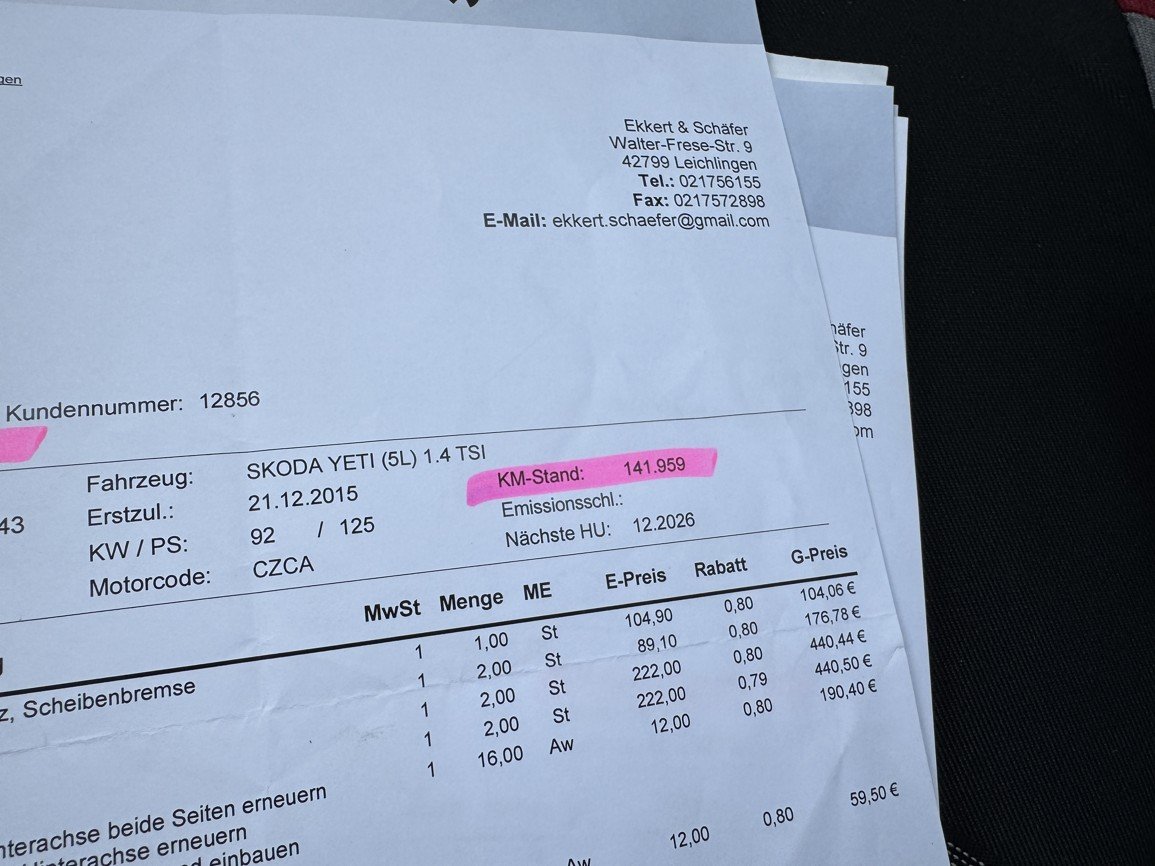 gen
Ekkert & Schäfer
Walter-Frese-Str. 9
42799 Leichlingen
Tel.: 021756155
Fax: 0217572898
E-Mail: ekkert.schaefer@gmail.com
häfer
Str. 9
gen
155
898
om
Kundennummer: 12856
Fahrzeug: SKODA YETI (5L) 1.4 TSI KM-Stand: 141.959
43 Erstzul.: 21.12.2015 Emissionsschl.:
KW / PS: 92 / 125 Nächste HU: 12.2026
Motorcode: CZCA
MwSt Menge ME E-Preis Rabatt G-Preis
1 1,00 St 104,90 0,80 104,06 €
z, Scheibenbremse 1 2,00 St 89,10 0,80 176,78 €
1 2,00 St 222,00 0,80 440,44 €
1 2,00 St 222,00 0,79 440,50 €
1 16,00 Aw 12,00 0,80 190,40 €
nterachse beide Seiten erneuern
Hinterachse erneuern
d einbauen
Aw 12,00 0,80 59,50 €